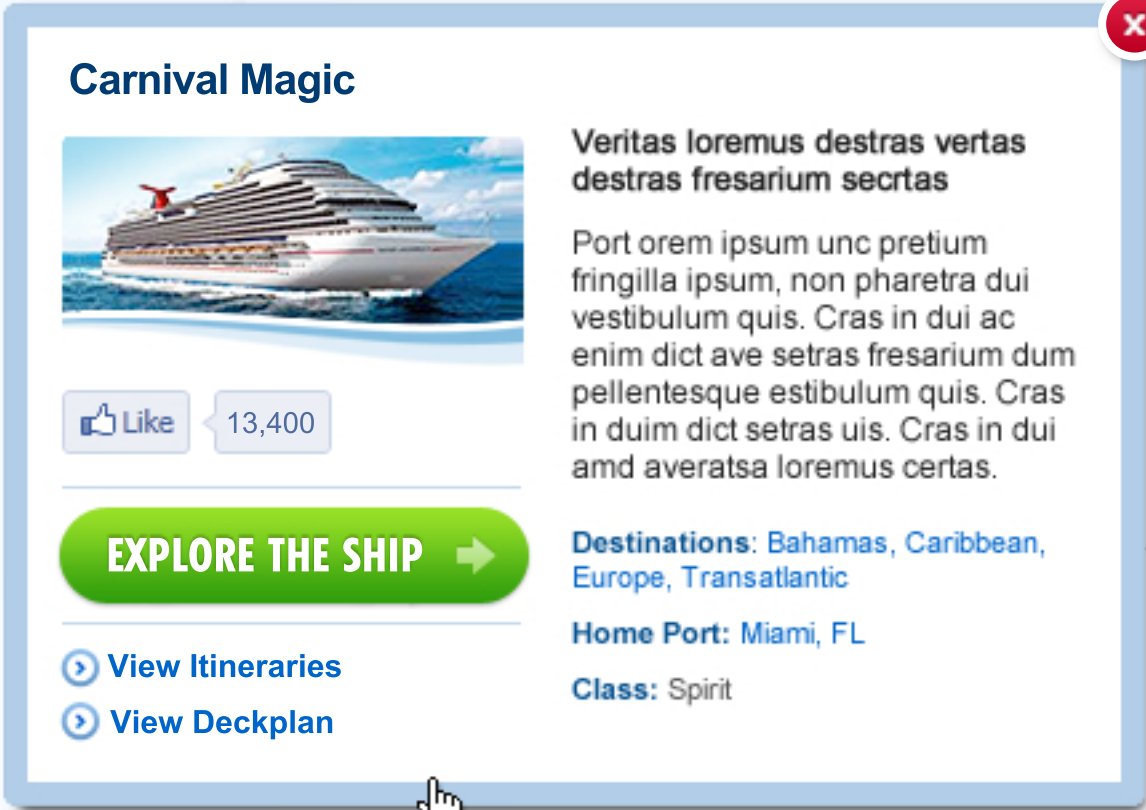 Carnival Magic
Veritas loremus destras vertas
destras fresarium secrtas
Port orem ipsum unc pretium
fringilla ipsum, non pharetra dui
vestibulum quis. Cras in dui ac
enim dict ave setras fresarium dum
pellentesque estibulum quis. Cras
in duim dict setras uis. Cras in dui
amd averatsa loremus certas.
Like 13,400
EXPLORE THE SHIP
View Itineraries
View Deckplan
Destinations: Bahamas, Caribbean,
Europe, Transatlantic
Home Port: Miami, FL
Class: Spirit